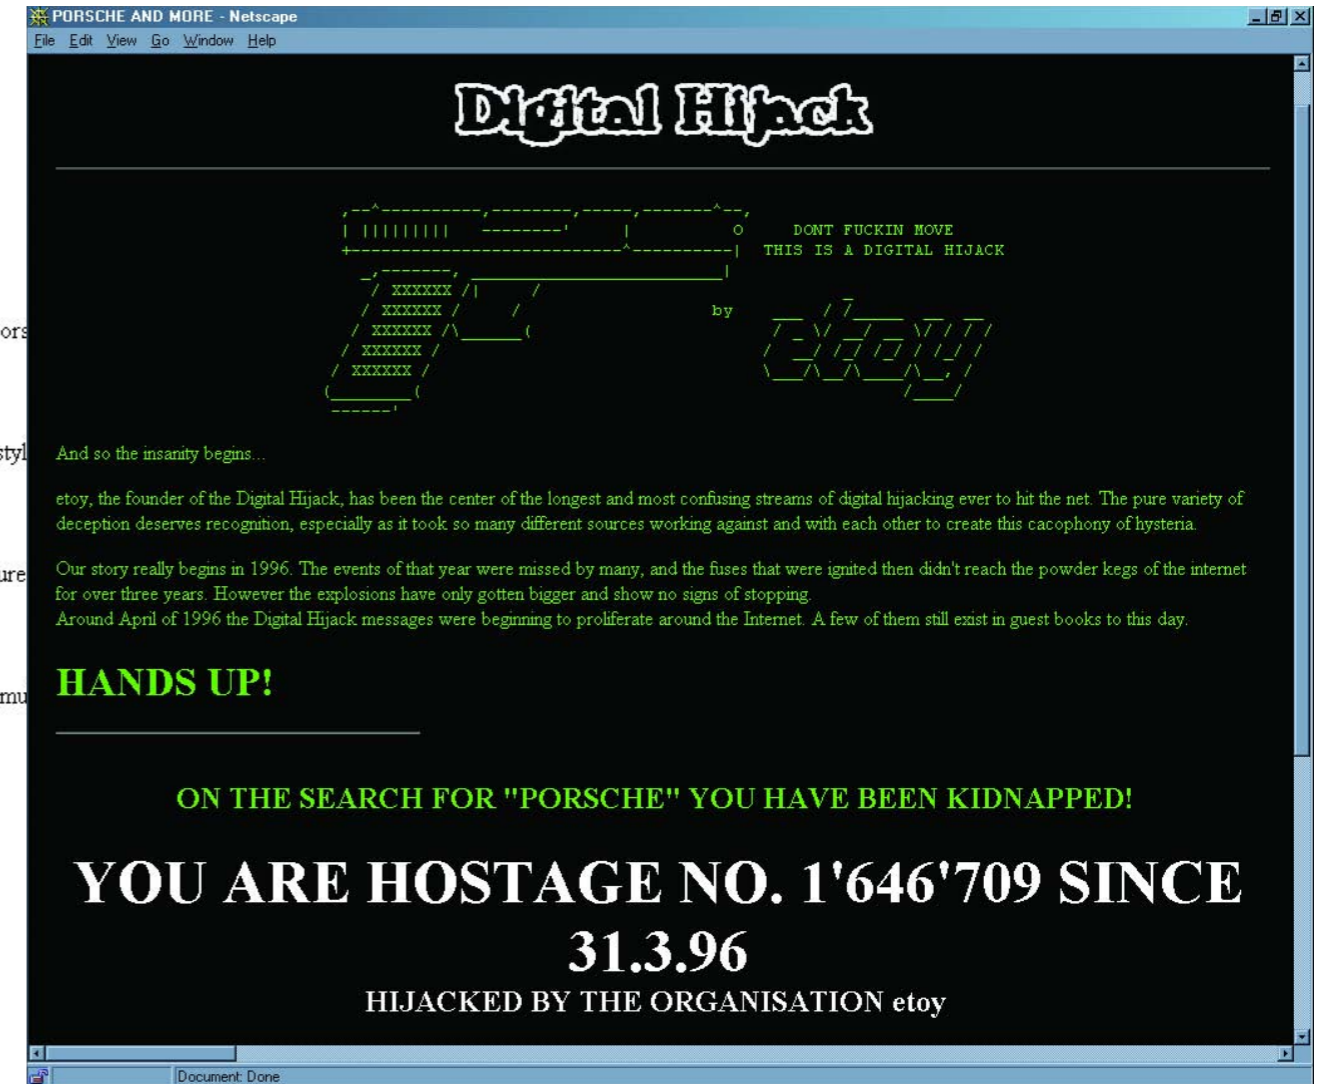 PORSCHE AND MORE - Netscape
File Edit View Go Window Help
Digital Hijack
DONT FUCKIN MOVE
THIS IS A DIGITAL HIJACK
XXXXXX
XXXXXX
by
etoy
XXXXXX
XXXXXX
XXXXXX
And so the insanity begins...
etoy, the founder of the Digital Hijack, has been the center of the longest and most confusing streams of digital hijacking ever to hit the net. The pure variety of
deception deserves recognition, especially as it took so many different sources working against and with each other to create this cacophony of hysteria.
Our story really begins in 1996. The events of that year were missed by many, and the fuses that were ignited then didn't reach the powder kegs of the internet
for over three years. However the explosions have only gotten bigger and show no signs of stopping.
Around April of 1996 the Digital Hijack messages were beginning to proliferate around the Internet. A few of them still exist in guest books to this day.
HANDS UP!
ON THE SEARCH FOR "PORSCHE" YOU HAVE BEEN KIDNAPPED!
YOU ARE HOSTAGE NO. 1'646'709 SINCE
31.3.96
HIJACKED BY THE ORGANISATION etoy
Document: Done